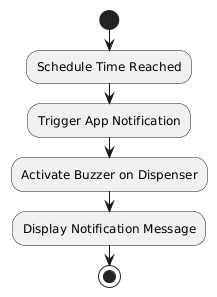 Schedule Time Reached
Trigger App Notification
Activate Buzzer on Dispenser
Display Notification Message